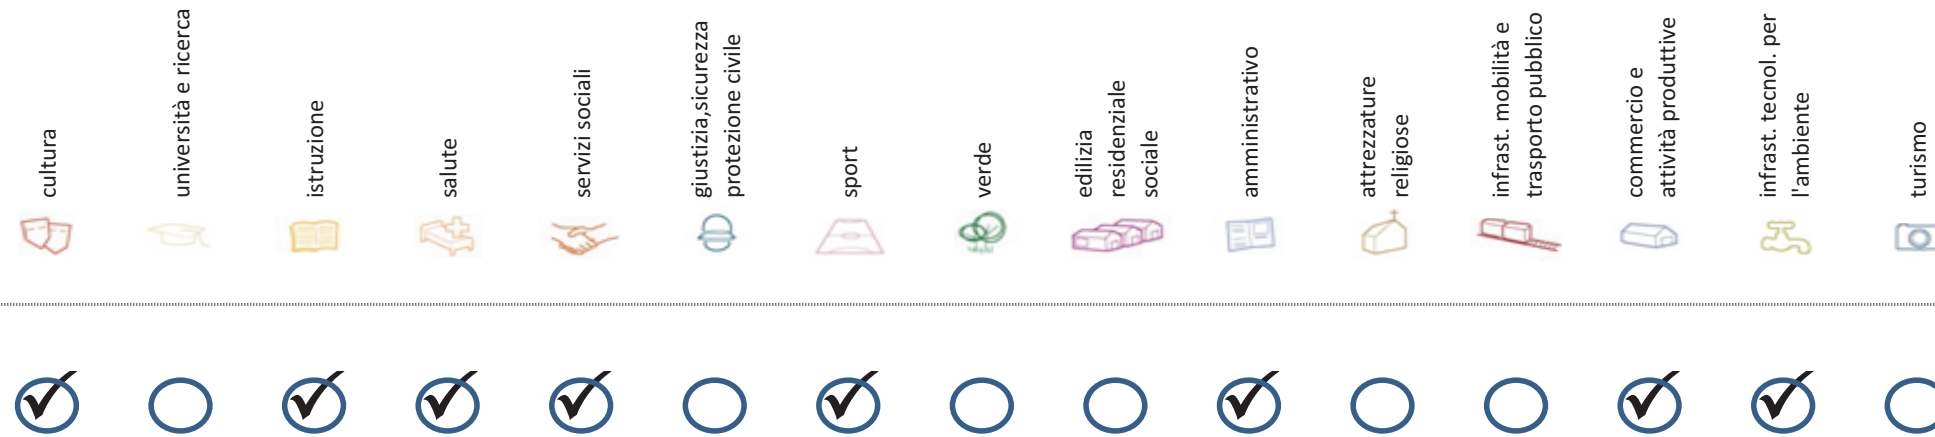 cultura
università e ricerca
istruzione
salute
servizi sociali
giustizia,sicurezza
protezione civile
sport
verde
edilizia
residenziale
sociale
amministrativo
attrezzature
religiose
infrast. mobilità e
trasporto pubblico
commercio e
attività produttive
infrast. tecnol. per
l'ambiente
turismo